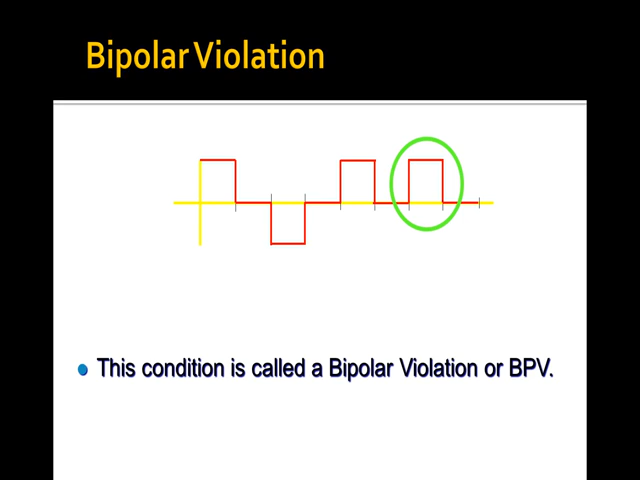 Bipolar Violation
This condition is called a Bipolar Violation or BPV.